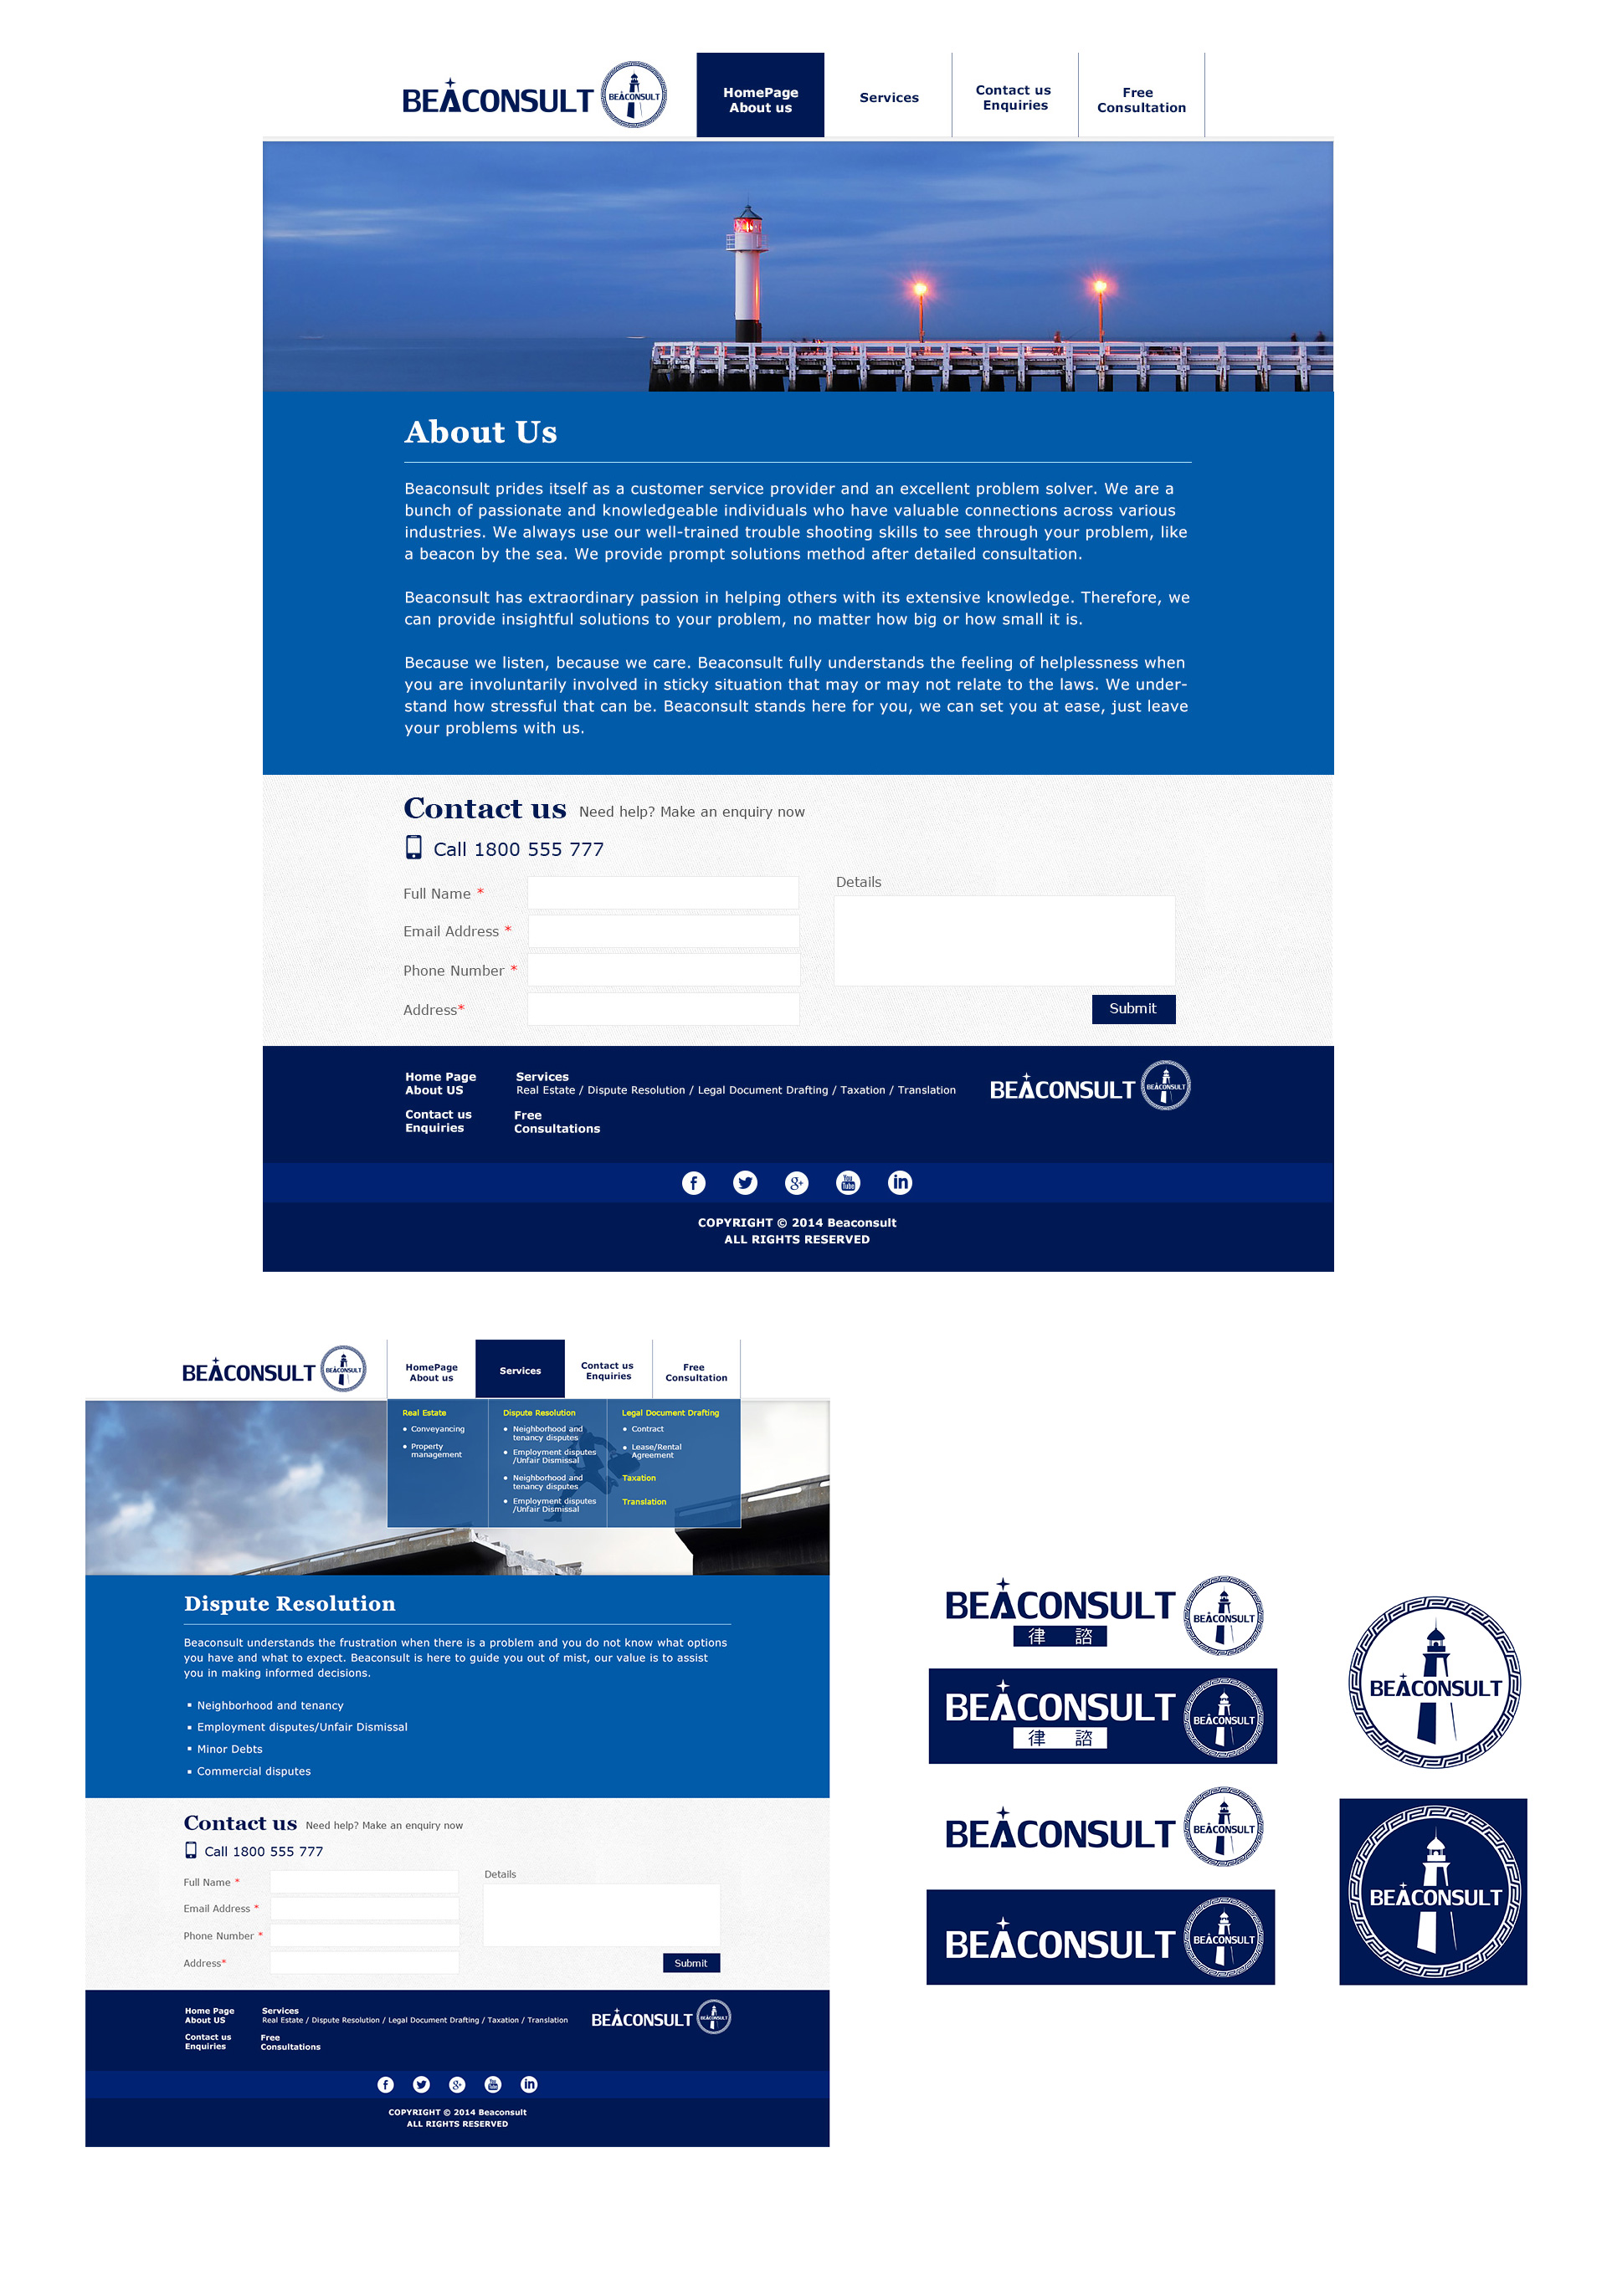 BEACONSULT
BEACONSULT
HomePage
About us
Services
Contact us
Enquiries
Free
Consultation
About Us
Beaconsult prides itself as a customer service provider and an excellent problem solver. We are a
bunch of passionate and knowledgeable individuals who have valuable connections across various
industries. We always use our well-trained trouble shooting skills to see through your problem, like
a beacon by the sea. We provide prompt solutions method after detailed consultation.
Beaconsult has extraordinary passion in helping others with its extensive knowledge. Therefore, we
can provide insightful solutions to your problem, no matter how big or how small it is.
Because we listen, because we care. Beaconsult fully understands the feeling of helplessness when
you are involuntarily involved in sticky situation that may or may not relate to the laws. We under-
stand how stressful that can be. Beaconsult stands here for you, we can set you at ease, just leave
your problems with us.
Contact us Need help? Make an enquiry now
Call 1800 555 777
Full Name *
Email Address *
Phone Number *
Address*
Details
Submit
Home Page
About US
Services
Real Estate / Dispute Resolution / Legal Document Drafting / Taxation / Translation
Contact us
Enquiries
Free
Consultations
BEACONSULT
BEACONSULT
f
g+
You
Tube
in
COPYRIGHT © 2014 Beaconsult
ALL RIGHTS RESERVED
BEACONSULT
BEACONSULT
HomePage
About us
Services
Contact us
Enquiries
Free
Consultation
Real Estate
Conveyancing
Property
management
Dispute Resolution
Neighborhood and
tenancy disputes
Employment disputes
/Unfair Dismissal
Neighborhood and
tenancy disputes
Employment disputes
/Unfair Dismissal
Legal Document Drafting
Contract
Lease/Rental
Agreement
Taxation
Translation
Dispute Resolution
Beaconsult understands the frustration when there is a problem and you do not know what options
you have and what to expect. Beaconsult is here to guide you out of mist, our value is to assist
you in making informed decisions.
Neighborhood and tenancy
Employment disputes/Unfair Dismissal
Minor Debts
Commercial disputes
Contact us Need help? Make an enquiry now
Call 1800 555 777
Full Name *
Email Address *
Phone Number *
Address*
Details
Submit
Home Page
About US
Services
Real Estate / Dispute Resolution / Legal Document Drafting / Taxation / Translation
Contact us
Enquiries
Free
Consultations
BEACONSULT
BEACONSULT
f
g+
You
Tube
in
COPYRIGHT © 2014 Beaconsult
ALL RIGHTS RESERVED
BEACONSULT
律 諮
BEACONSULT
BEACONSULT
律 諮
BEACONSULT
BEACONSULT
BEACONSULT
BEACONSULT
BEACONSULT
BEACONSULT
BEACONSULT